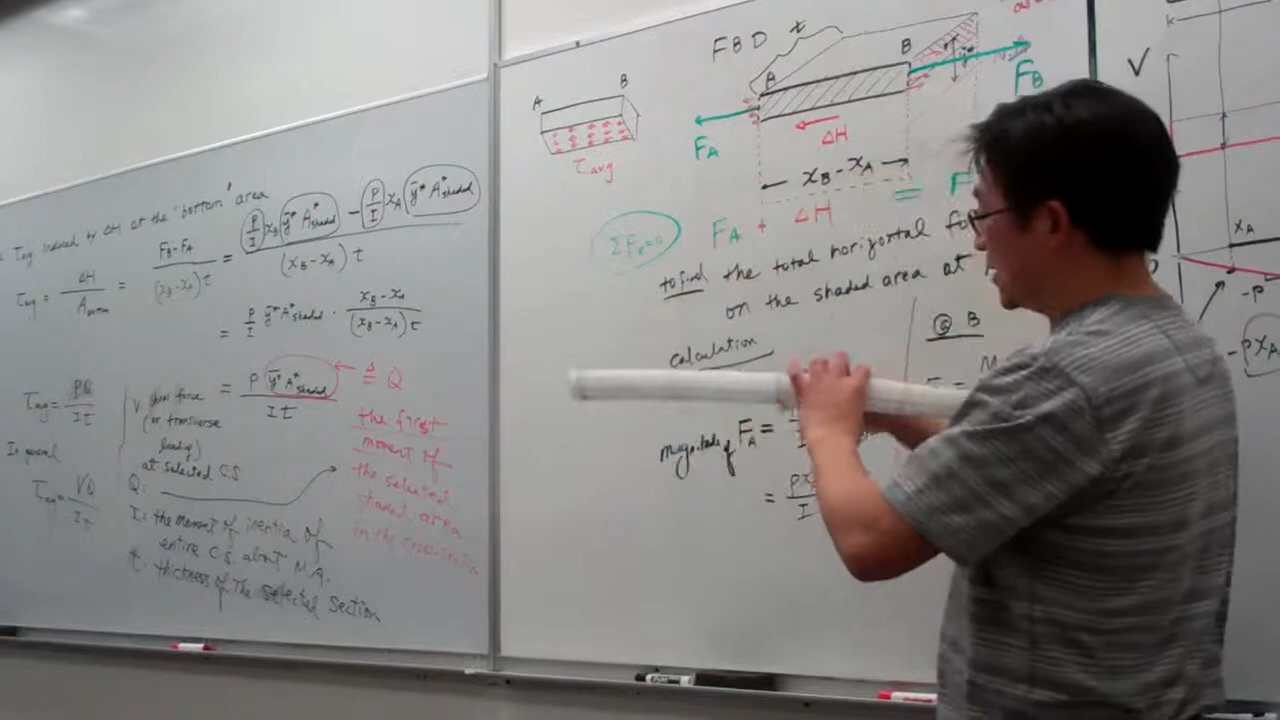 τavg induced by ΔH at the "bottom" area
τavg = ΔH / A = FB - FA / (xB - xA) t = P/I xB ȳ* A*shaded - P/I xA ȳ* A*shaded / (xB - xA) t
= P/I ȳ* A*shaded · xB - xA / (xB - xA) t
= P ȳ* A*shaded / I t
≜ Q
the first
moment of
the selected
shaded area
in the cross-section
τavg = PQ / It
In general
τavg = VQ / It
V: shear force
(or transverse
loading)
at selected C.S
Q:
I: the moment of inertia of
entire C.S. about N.A.
t: thickness of the selected section
A B
τavg
FBD t
A B
ȳ*
FA FB
ΔH
xB - xA
ΣFx=0 FA + ΔH = F
to find the total horizontal fo
on the shaded area at
calculation
magnitude of FA =
= Px
I
@ B
M
V
xA
-P
-PxA